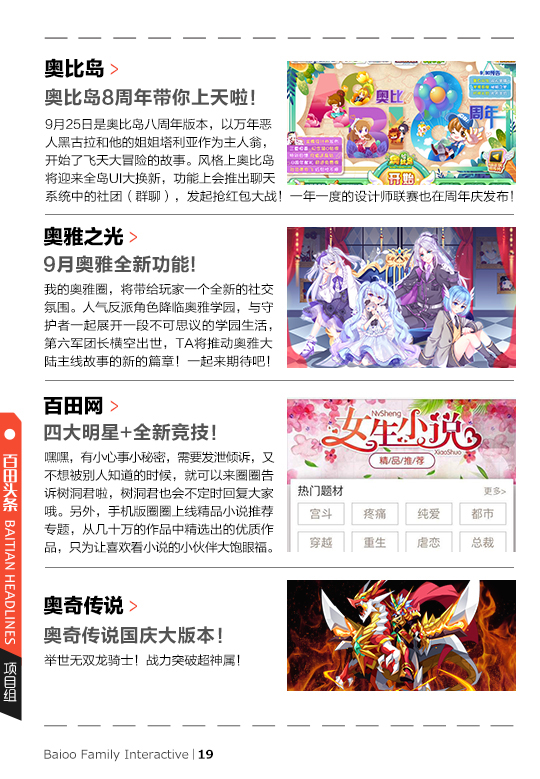 奥比岛 >
奥比岛8周年带你上天啦!
9月25日是奥比岛八周年版本，以万年恶
人黑古拉和他的姐姐塔利亚作为主人翁，
开始了飞天大冒险的故事。风格上奥比岛
将迎来全岛UI大换新，功能上会推出聊天
系统中的社团（群聊），发起抢红包大战！一年一度的设计师联赛也在周年庆发布！
奥比
周年
开始
奥雅之光 >
9月奥雅全新功能!
我的奥雅圈，将带给玩家一个全新的社交
氛围。人气反派角色降临奥雅学园，与守
护者一起展开一段不可思议的学园生活，
第六军团长横空出世，TA将推动奥雅大
陆主线故事的新的篇章！一起来期待吧！
百田网 >
四大明星+全新竞技！
嘿嘿，有小心事小秘密，需要发泄倾诉，又
不想被别人知道的时候，就可以来圈圈告
诉树洞君啦，树洞君也会不定时回复大家
哦。另外，手机版圈圈上线精品小说推荐
专题，从几十万的作品中精选出的优质作
品，只为让喜欢看小说的小伙伴大饱眼福。
NvSheng
女生小说
XiaoShuo
精/品/推/荐
热门题材 更多>
宫斗 疼痛 纯爱 都市
穿越 重生 虐恋 总裁
奥奇传说 >
奥奇传说国庆大版本！
举世无双龙骑士！战力突破超神属！
百田头条 BAITIAN HEADLINES
项目组
Baioo Family Interactive | 19